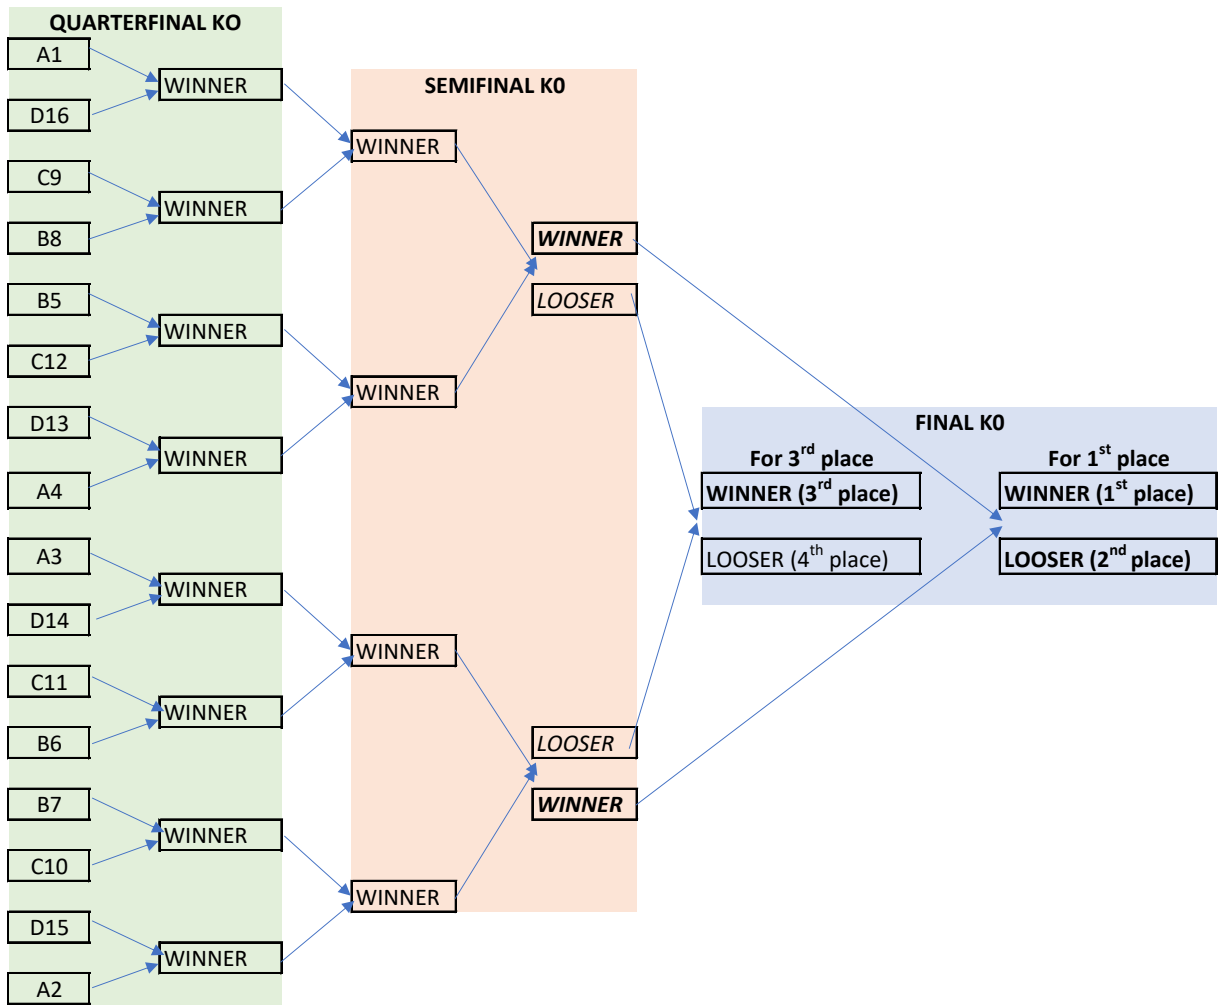 QUARTERFINAL KO
A1
WINNER
D16
C9
WINNER
B8
B5
WINNER
C12
D13
WINNER
A4
A3
WINNER
D14
C11
WINNER
B6
B7
WINNER
C10
D15
WINNER
A2
SEMIFINAL K0
WINNER
WINNER
WINNER
LOOSER
WINNER
WINNER
LOOSER
WINNER
FINAL K0
For 3rd place
WINNER (3rd place)
LOOSER (4th place)
For 1st place
WINNER (1st place)
LOOSER (2nd place)